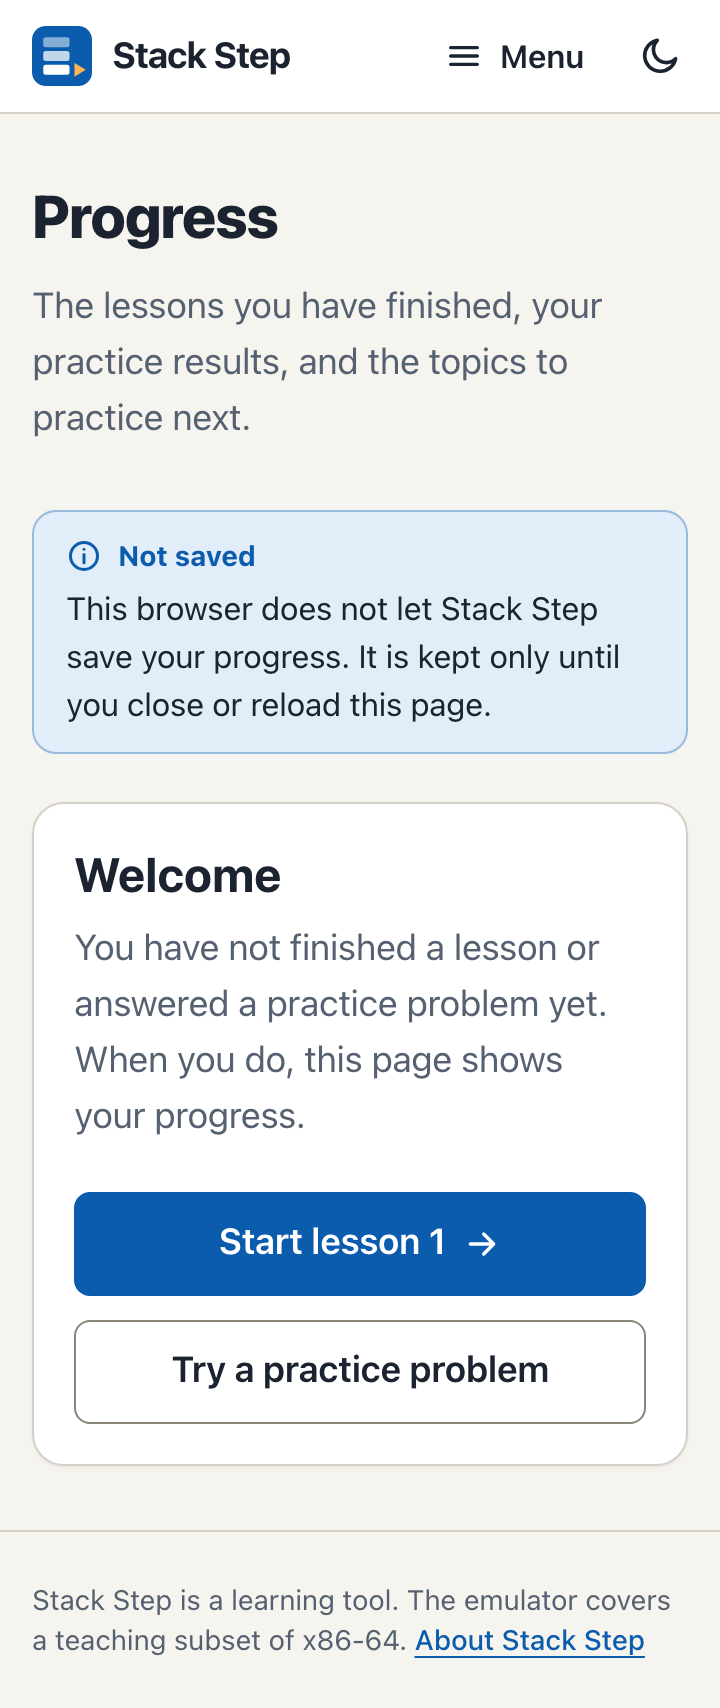 Stack Step
Menu
Progress
The lessons you have finished, your
practice results, and the topics to
practice next.
Not saved
This browser does not let Stack Step
save your progress. It is kept only until
you close or reload this page.
Welcome
You have not finished a lesson or
answered a practice problem yet.
When you do, this page shows
your progress.
Start lesson 1 →
Try a practice problem
Stack Step is a learning tool. The emulator covers
a teaching subset of x86-64. About Stack Step